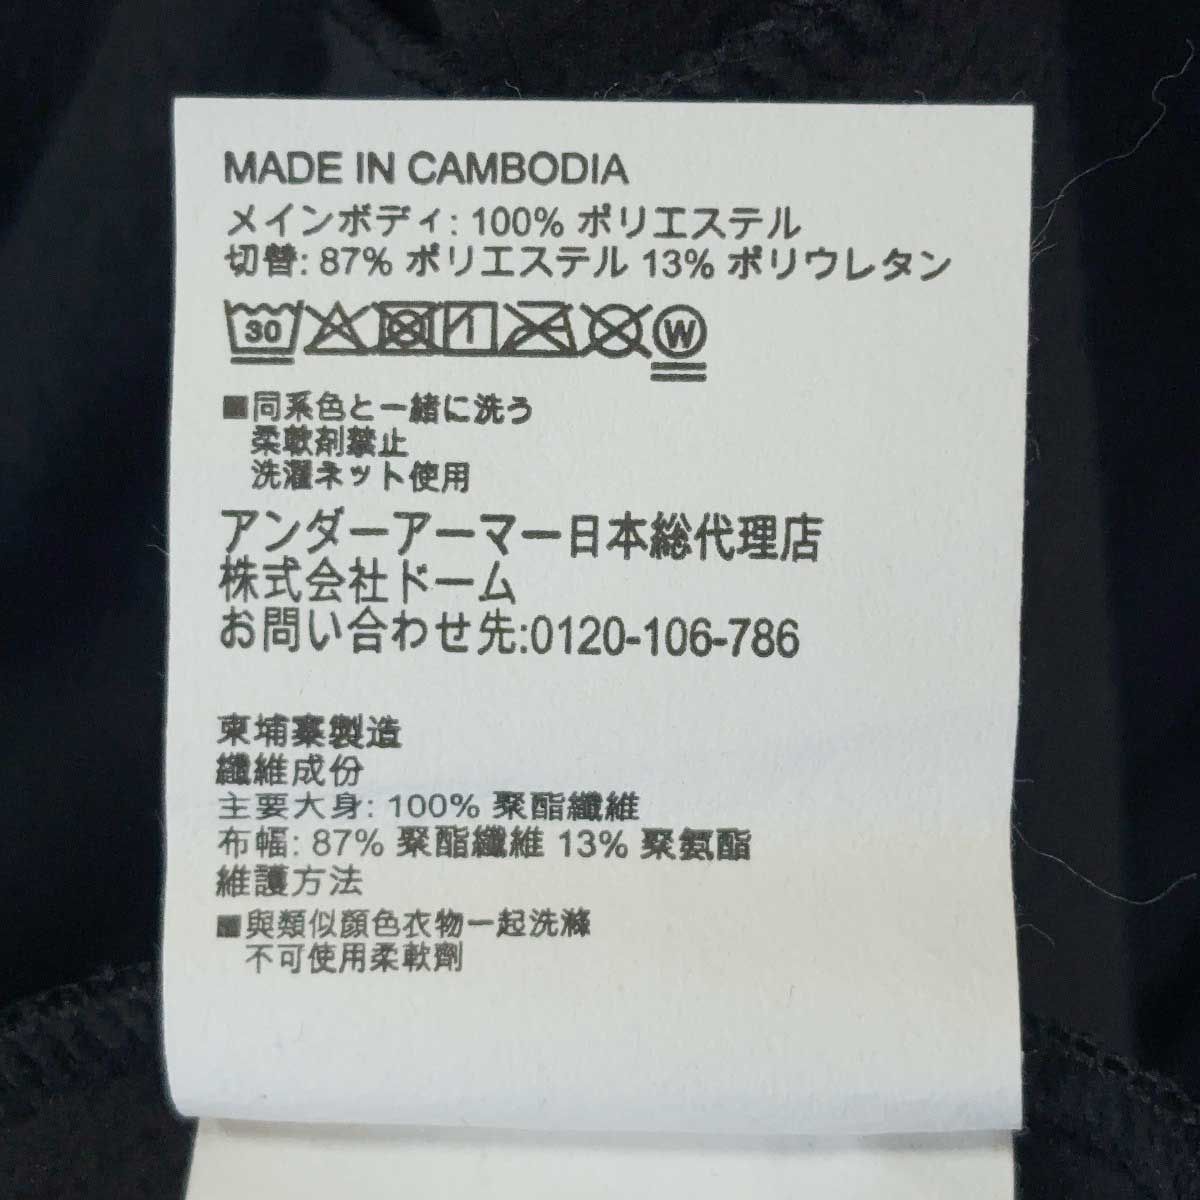 MADE IN CAMBODIA
メインボディ: 100% ポリエステル
切替: 87% ポリエステル 13% ポリウレタン
30 W
■同系色と一緒に洗う
柔軟剤禁止
洗濯ネット使用
アンダーアーマー日本総代理店
株式会社ドーム
お問い合わせ先:0120-106-786
柬埔寨製造
纖維成份
主要大身: 100% 聚酯纖維
布幅: 87% 聚酯纖維 13% 聚氨酯
維護方法
■與類似顏色衣物一起洗滌
不可使用柔軟劑